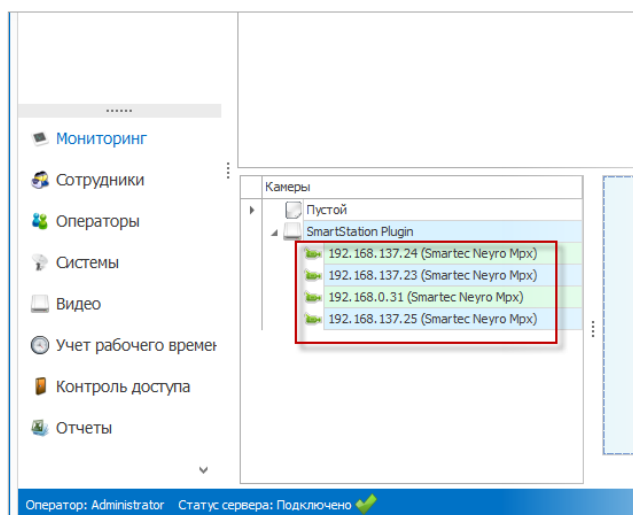 Мониторинг
Сотрудники
Операторы
Системы
Видео
Учет рабочего времен
Контроль доступа
Отчеты
Камеры
Пустой
SmartStation Plugin
192.168.137.24 (Smartec Neyro Mpx)
192.168.137.23 (Smartec Neyro Mpx)
192.168.0.31 (Smartec Neyro Mpx)
192.168.137.25 (Smartec Neyro Mpx)
Оператор: Administrator Статус сервера: Подключено